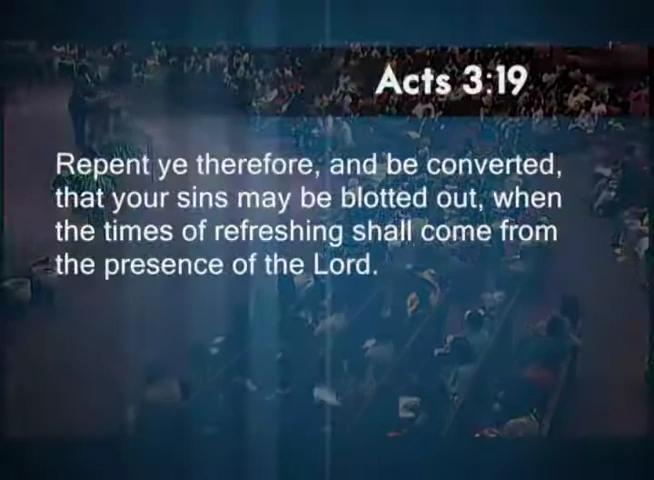 Acts 3:19
Repent ye therefore, and be converted,
that your sins may be blotted out, when
the times of refreshing shall come from
the presence of the Lord.